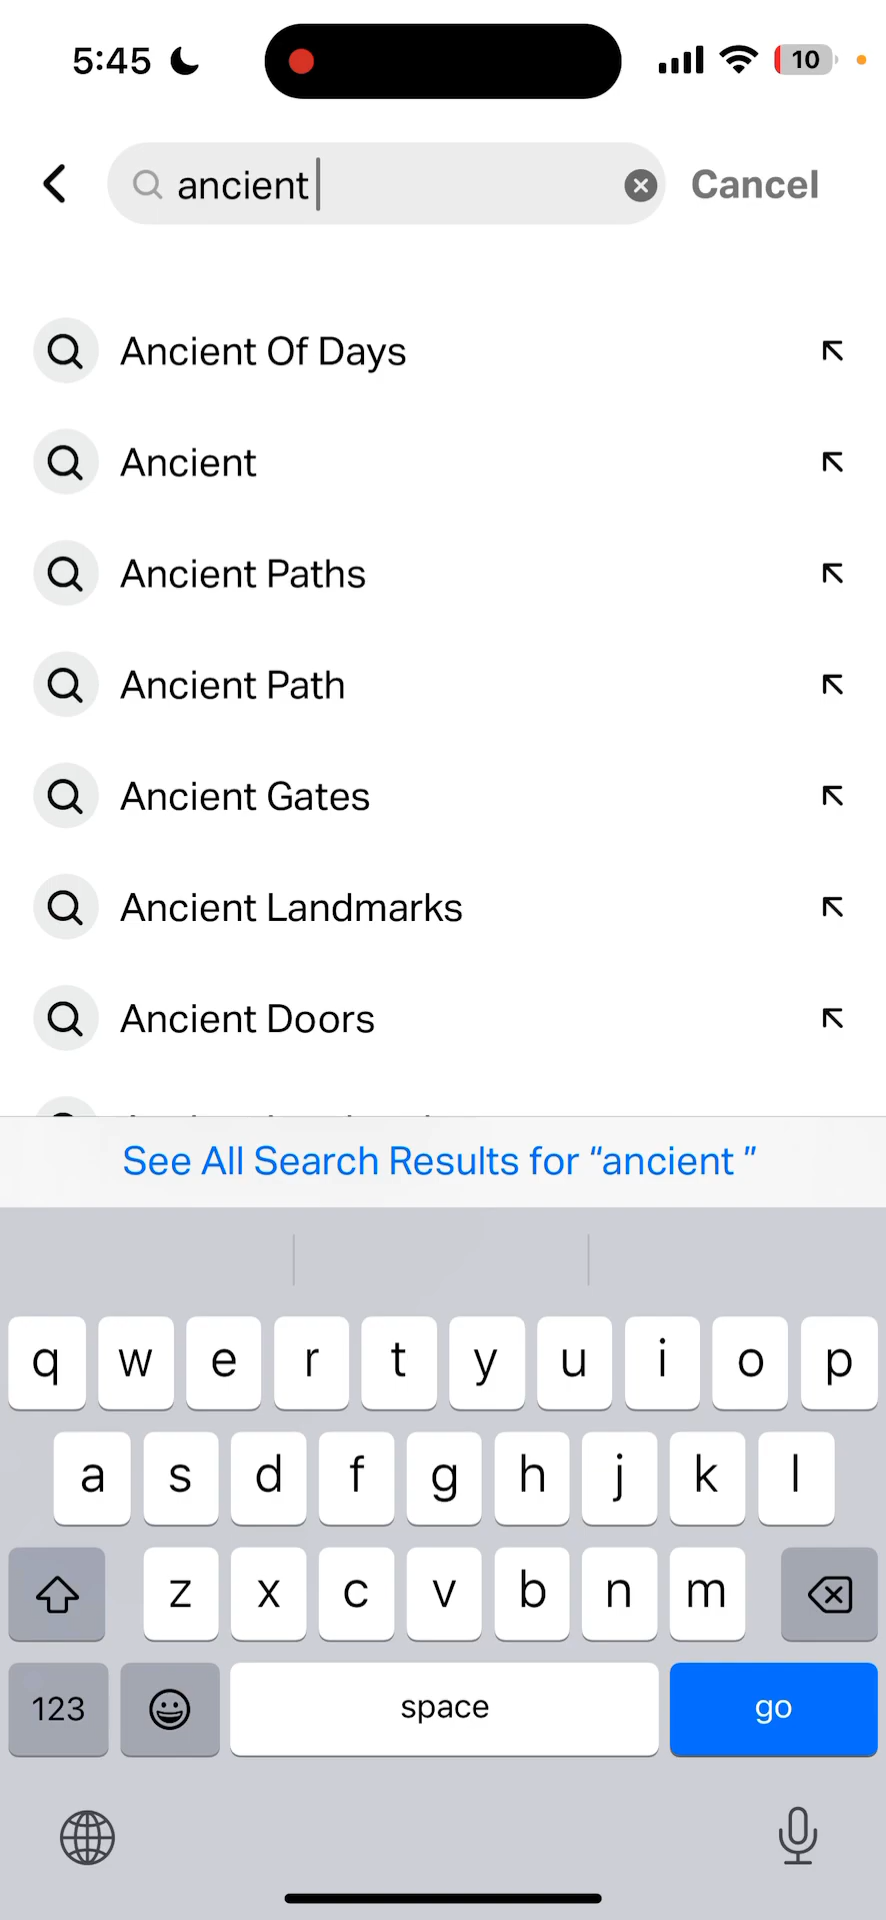 5:45
10
ancient
Cancel
Ancient Of Days
Ancient
Ancient Paths
Ancient Path
Ancient Gates
Ancient Landmarks
Ancient Doors
See All Search Results for “ancient ”
q w e r t y u i o p
a s d f g h j k l
z x c v b n m
123
space
go